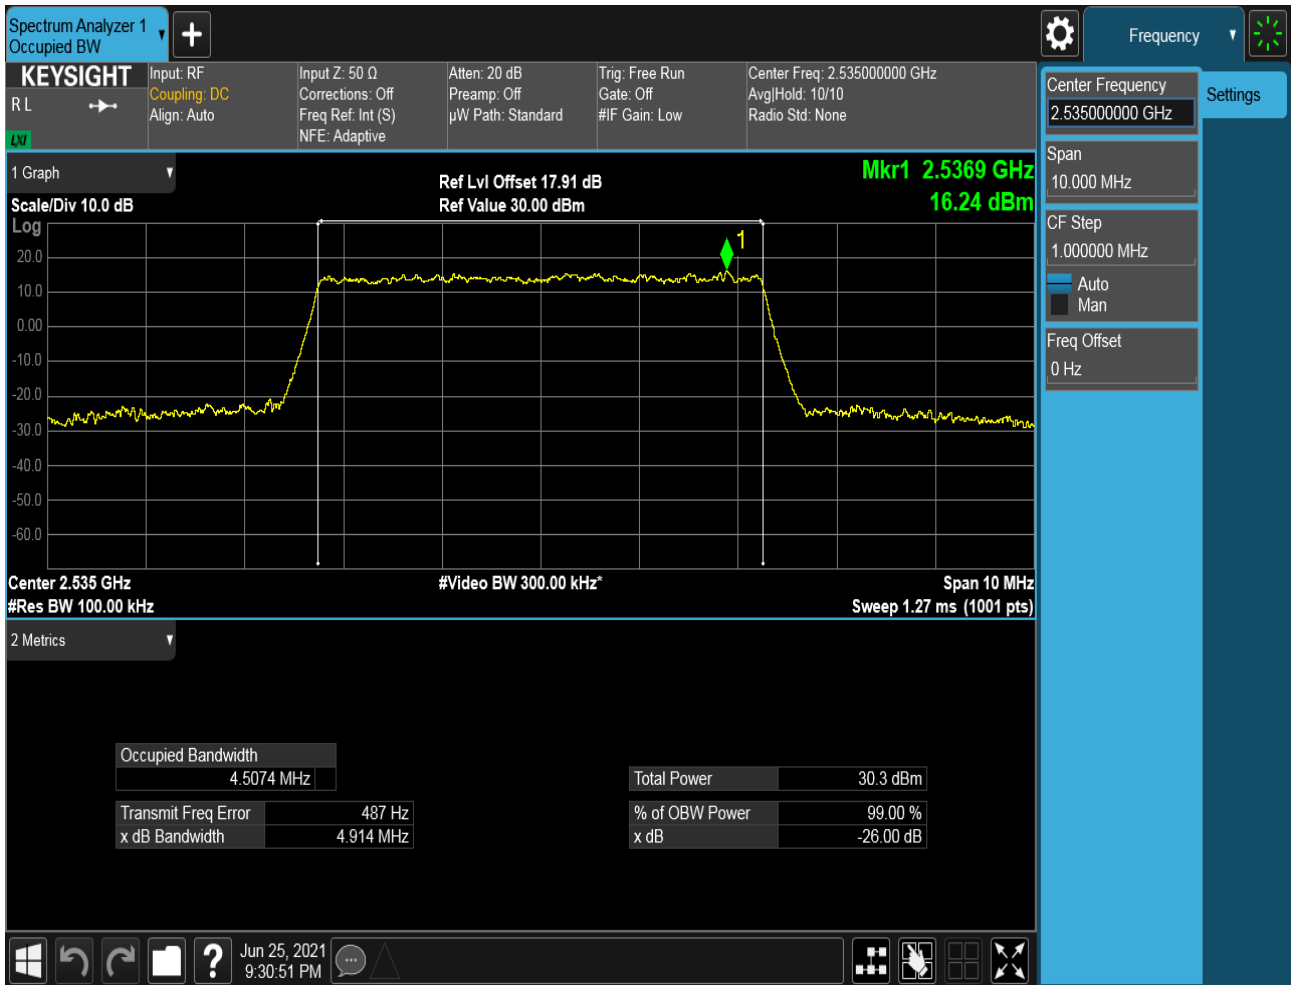 Spectrum Analyzer 1
Occupied BW
Frequency
KEYSIGHT
R L
LXI
Input: RF
Coupling: DC
Align: Auto
Input Z: 50 Ω
Corrections: Off
Freq Ref: Int (S)
NFE: Adaptive
Atten: 20 dB
Preamp: Off
µW Path: Standard
Trig: Free Run
Gate: Off
#IF Gain: Low
Center Freq: 2.535000000 GHz
Avg|Hold: 10/10
Radio Std: None
Center Frequency
2.535000000 GHz
Settings
Span
10.000 MHz
CF Step
1.000000 MHz
Auto
Man
Freq Offset
0 Hz
1 Graph
Scale/Div 10.0 dB
Ref Lvl Offset 17.91 dB
Ref Value 30.00 dBm
Mkr1 2.5369 GHz
16.24 dBm
Log
1
20.0
10.0
0.00
-10.0
-20.0
-30.0
-40.0
-50.0
-60.0
Center 2.535 GHz
#Res BW 100.00 kHz
#Video BW 300.00 kHz*
Span 10 MHz
Sweep 1.27 ms (1001 pts)
2 Metrics
Occupied Bandwidth
4.5074 MHz
Transmit Freq Error 487 Hz
x dB Bandwidth 4.914 MHz
Total Power 30.3 dBm
% of OBW Power 99.00 %
x dB -26.00 dB
?
Jun 25, 2021
9:30:51 PM